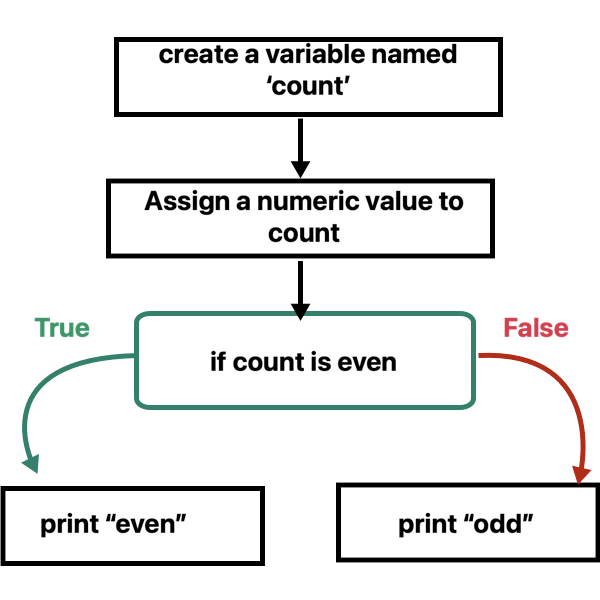 create a variable named
‘count’
Assign a numeric value to
count
True
False
if count is even
print “even”
print “odd”